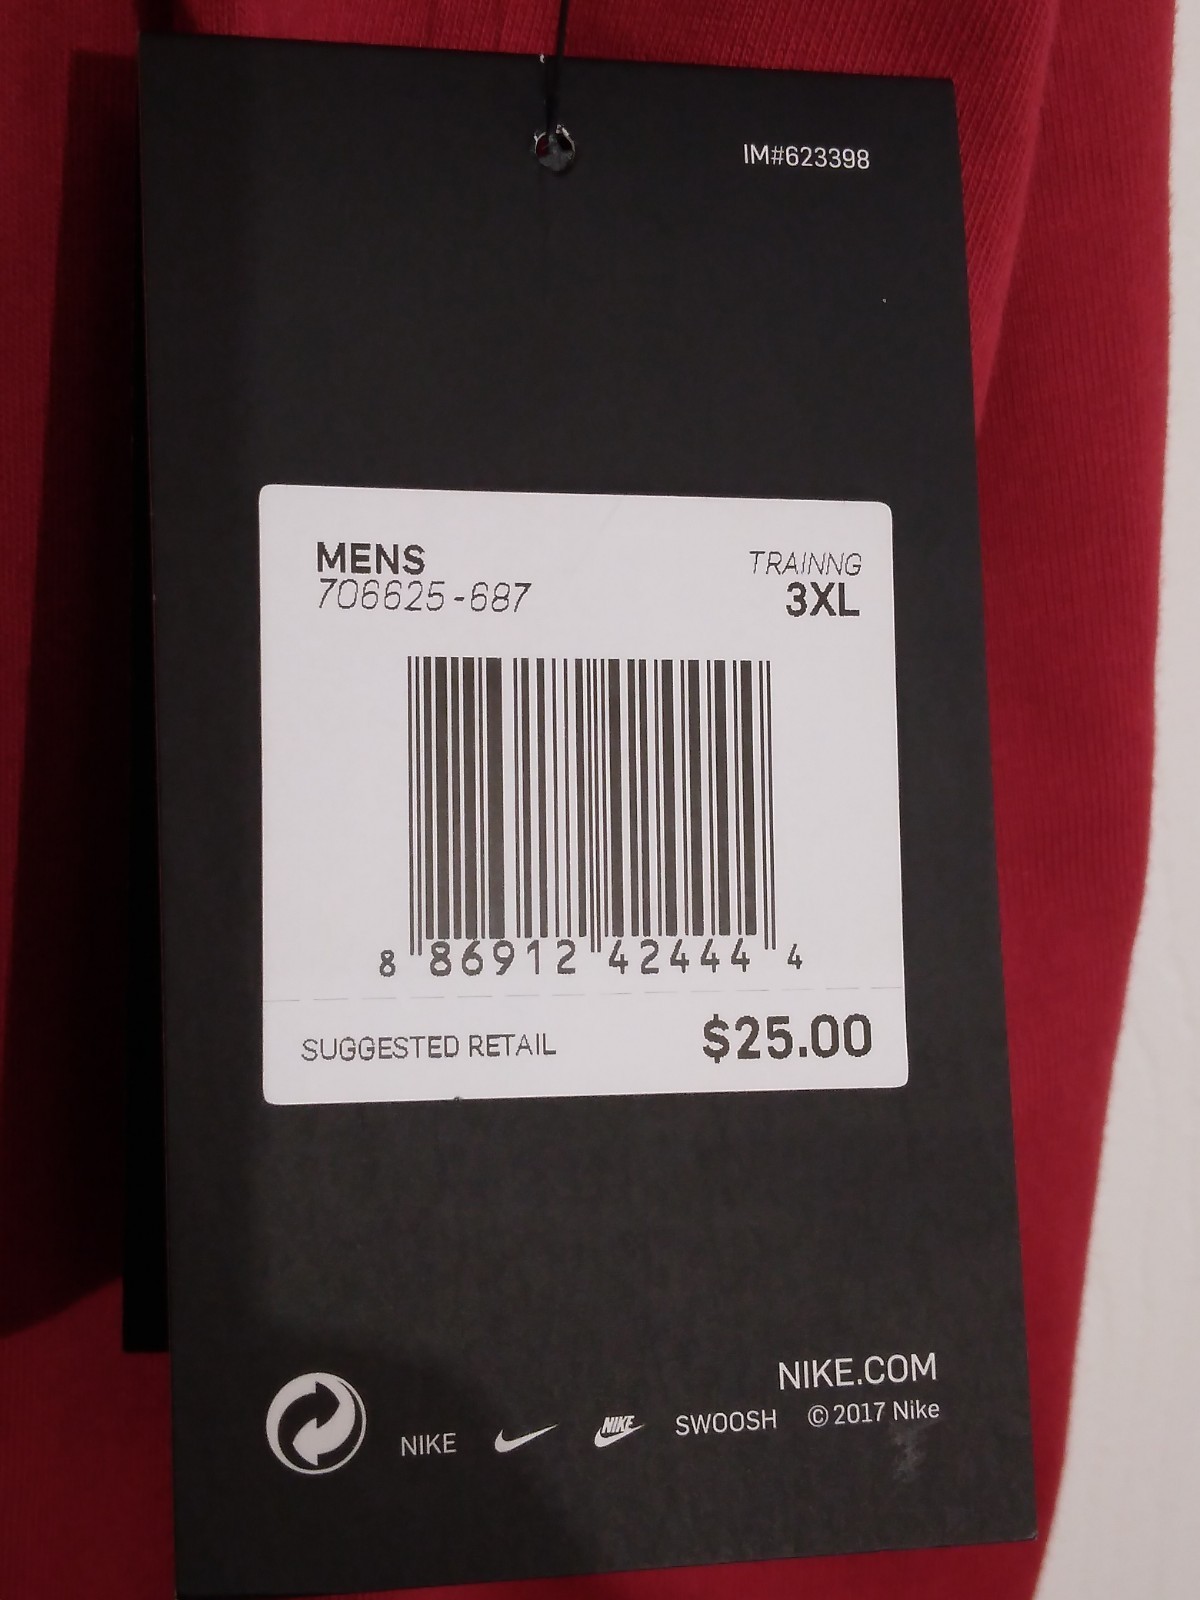 IM#623398
MENS TRAINNG
706625-687 3XL
8 86912 42444 4
SUGGESTED RETAIL $25.00
NIKE.COM
NIKE NIKE SWOOSH © 2017 Nike